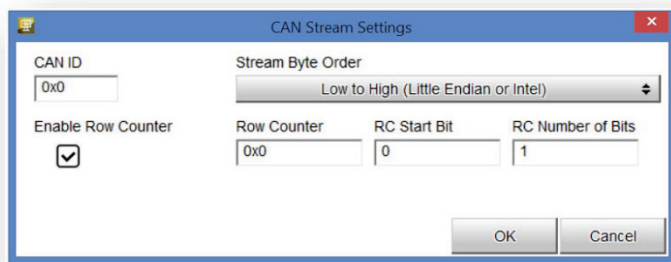 CAN Stream Settings
CAN ID
Stream Byte Order
0x0
Low to High (Little Endian or Intel)
Enable Row Counter
Row Counter
RC Start Bit
RC Number of Bits
0x0
0
1
OK
Cancel